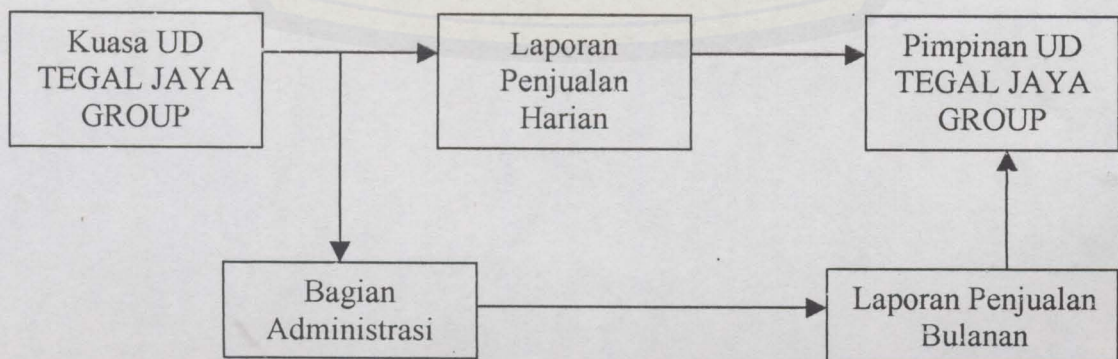 Kuasa UD
TEGAL JAYA
GROUP
Laporan
Penjualan
Harian
Pimpinan UD
TEGAL JAYA
GROUP
Bagian
Administrasi
Laporan Penjualan
Bulanan